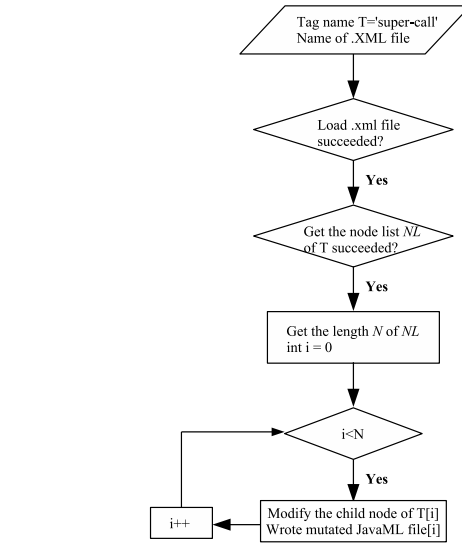 Tag name T='super-call'
Name of .XML file
Load .xml file
succeeded?
Yes
Get the node list NL
of T succeeded?
Yes
Get the length N of NL
int i = 0
i<N
Yes
Modify the child node of T[i]
Wrote mutated JavaML file[i]
i++